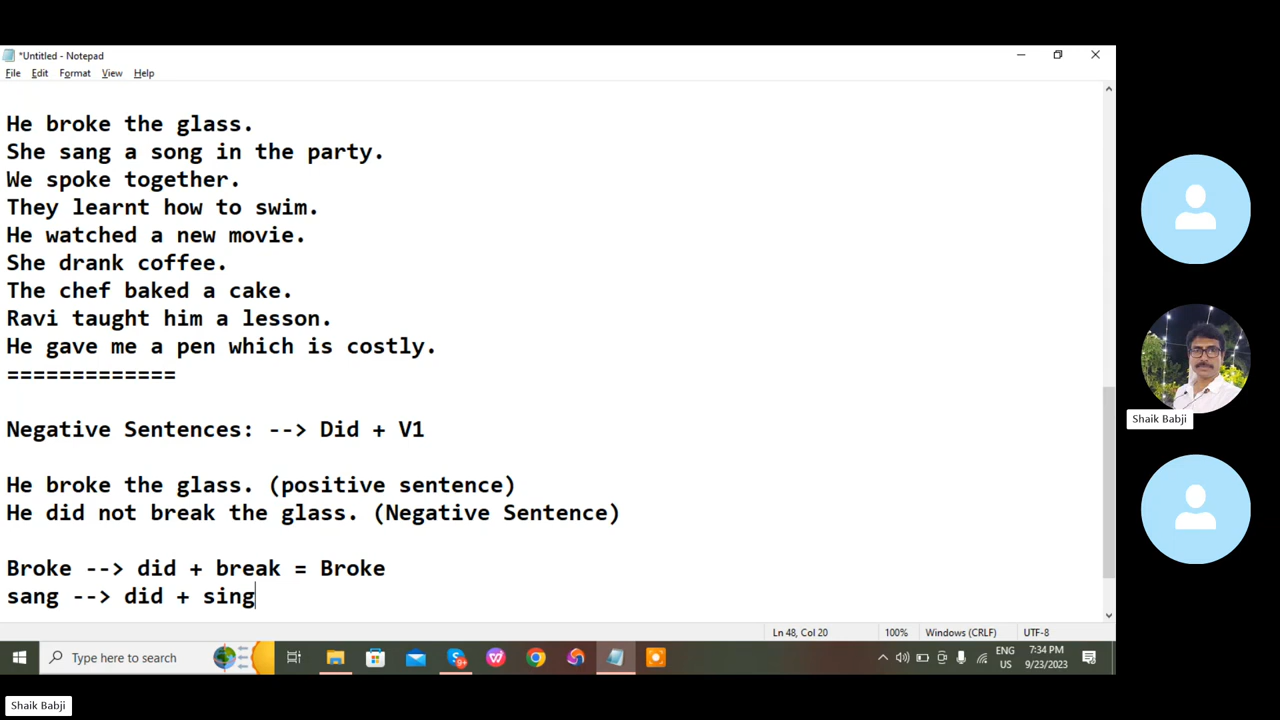 *Untitled - Notepad
File Edit Format View Help
He broke the glass.
She sang a song in the party.
We spoke together.
They learnt how to swim.
He watched a new movie.
She drank coffee.
The chef baked a cake.
Ravi taught him a lesson.
He gave me a pen which is costly.
=============
Negative Sentences: --> Did + V1
He broke the glass. (positive sentence)
He did not break the glass. (Negative Sentence)
Broke --> did + break = Broke
sang --> did + sing
Ln 48, Col 20 100% Windows (CRLF) UTF-8
Type here to search
ENG
US
7:34 PM
9/23/2023
Shaik Babji
Shaik Babji